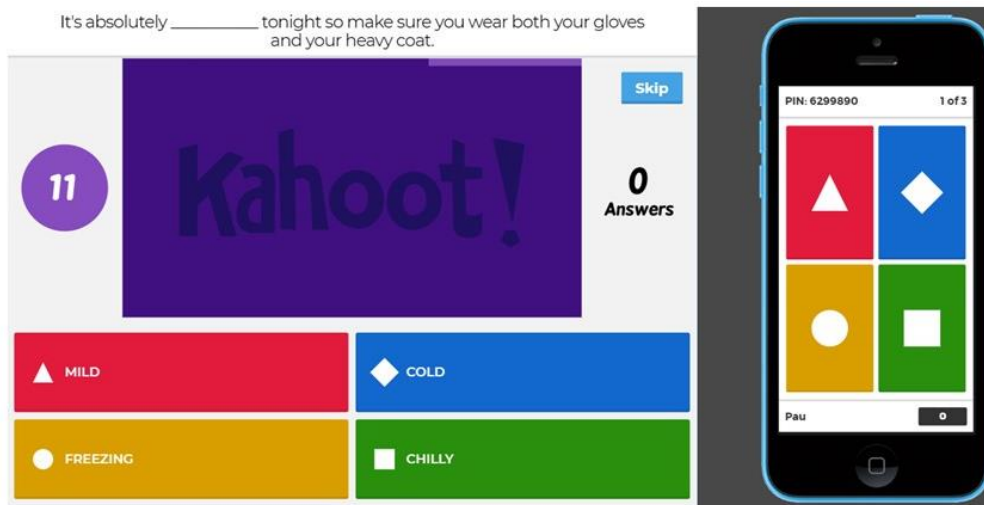 It's absolutely ____________ tonight so make sure you wear both your gloves
and your heavy coat.
Skip
11
Kahoot!
0
Answers
MILD
COLD
FREEZING
CHILLY
PIN: 6299890
1 of 3
Pau
0